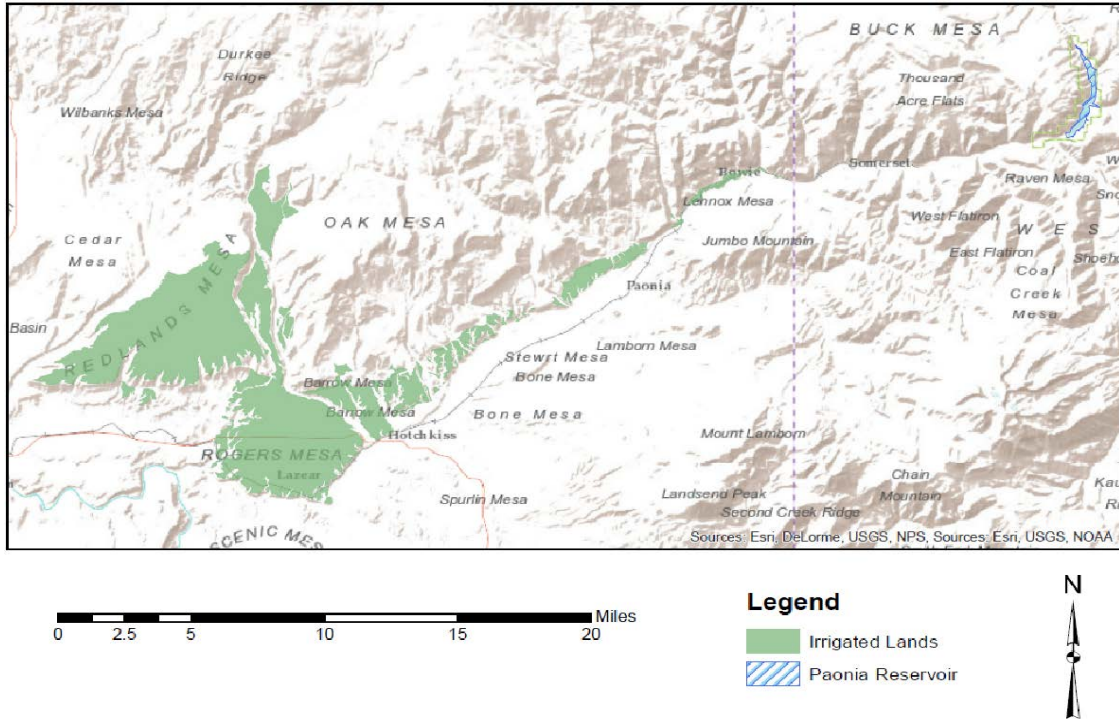 BUCK MESA
Durkee
Ridge
Thousand
Acre Flats
Wilbanks Mesa
Bowie
Somerset
Raven Mesa
Lennox Mesa
OAK MESA
West Flatiron
W E S
Cedar
Mesa
Jumbo Mountain
East Flatiron
Coal
Creek
Mesa
REDLANDS MESA
Paonia
Basin
Lamborn Mesa
Stewrt Mesa
Bone Mesa
Barrow Mesa
Barrow Mesa
Bone Mesa
Hotchkiss
Mount Lamborn
ROGERS MESA
Lazear
Chain
Mountain
Spurlin Mesa
Landsend Peak
Second Creek Ridge
SCENIC MES
Sources: Esri, DeLorme, USGS, NPS, Sources: Esri, USGS, NOAA
Miles
0 2.5 5 10 15 20
Legend
Irrigated Lands
Paonia Reservoir
N